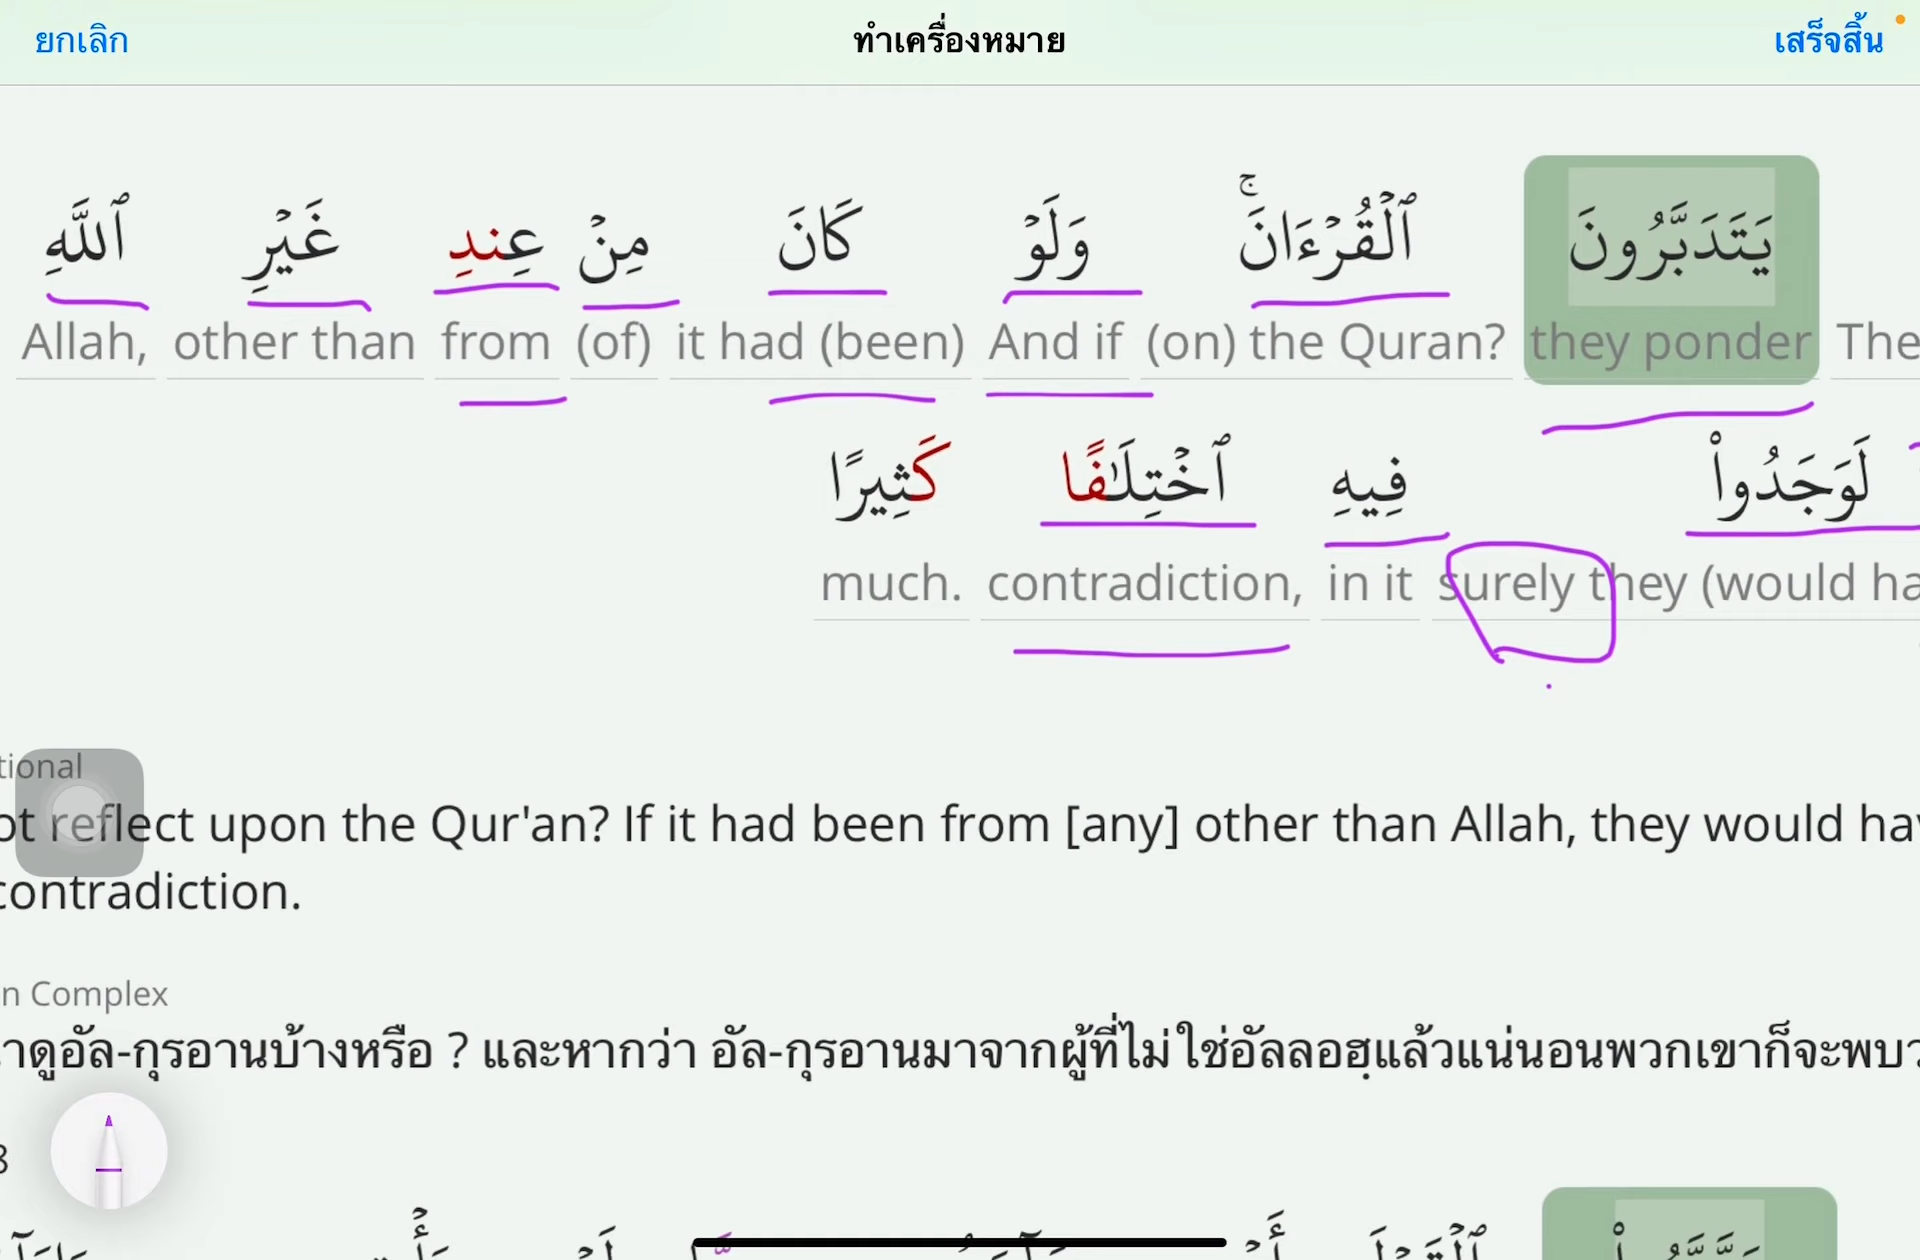 ยกเลิก ทำเครื่องหมาย เสร็จสิ้น
يَتَدَبَّرُونَ ٱلۡقُرۡءَانَۚ وَلَوۡ كَانَ مِنۡ عِندِ غَيۡرِ ٱللَّهِ
Allah, other than from (of) it had (been) And if (on) the Quran? they ponder The
لَوَجَدُواْ فِيهِ ٱخۡتِلَٰفٗا كَثِيرٗا
much. contradiction, in it surely they (would ha
tional
ot reflect upon the Qur'an? If it had been from [any] other than Allah, they would hav
contradiction.
n Complex
าดูอัล-กุรอานบ้างหรือ ? และหากว่า อัล-กุรอานมาจากผู้ที่ไม่ ใช่อัลลอฮฺแล้วแน่นอนพวกเขาก็จะพบว